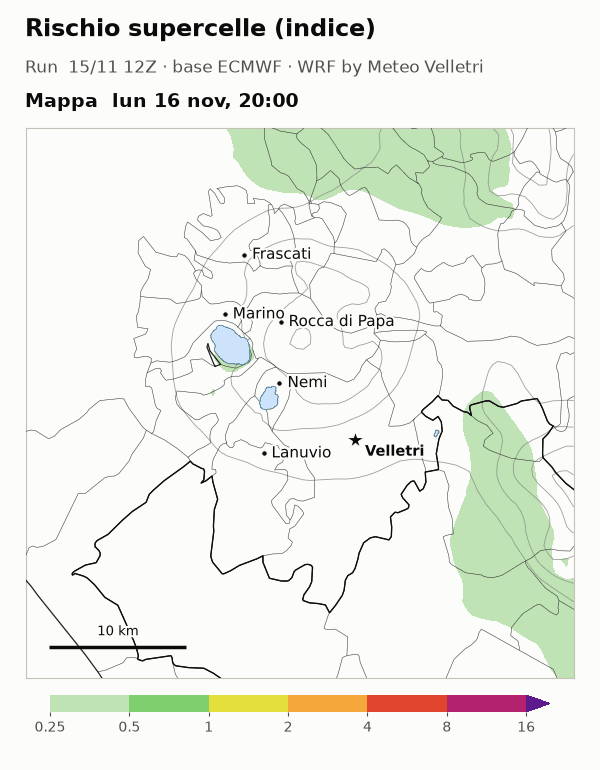 Rischio supercelle (indice)
Run  15/11 12Z · base ECMWF · WRF by Meteo Velletri
Mappa  lun 16 nov, 20:00
Frascati
Marino
Rocca di Papa
Nemi
Velletri
Lanuvio
10 km
0.25 0.5 1 2 4 8 16